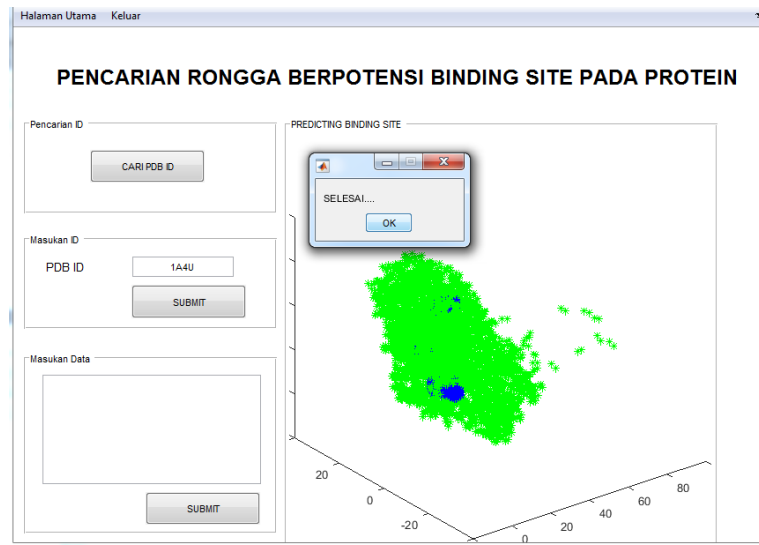 Halaman Utama Keluar
PENCARIAN RONGGA BERPOTENSI BINDING SITE PADA PROTEIN
Pencarian ID
CARI PDB ID
Masukan ID
PDB ID 1A4U
SUBMIT
Masukan Data
SUBMIT
PREDICTING BINDING SITE
SELESAI....
OK
20
0
-20
0
20
40
60
80